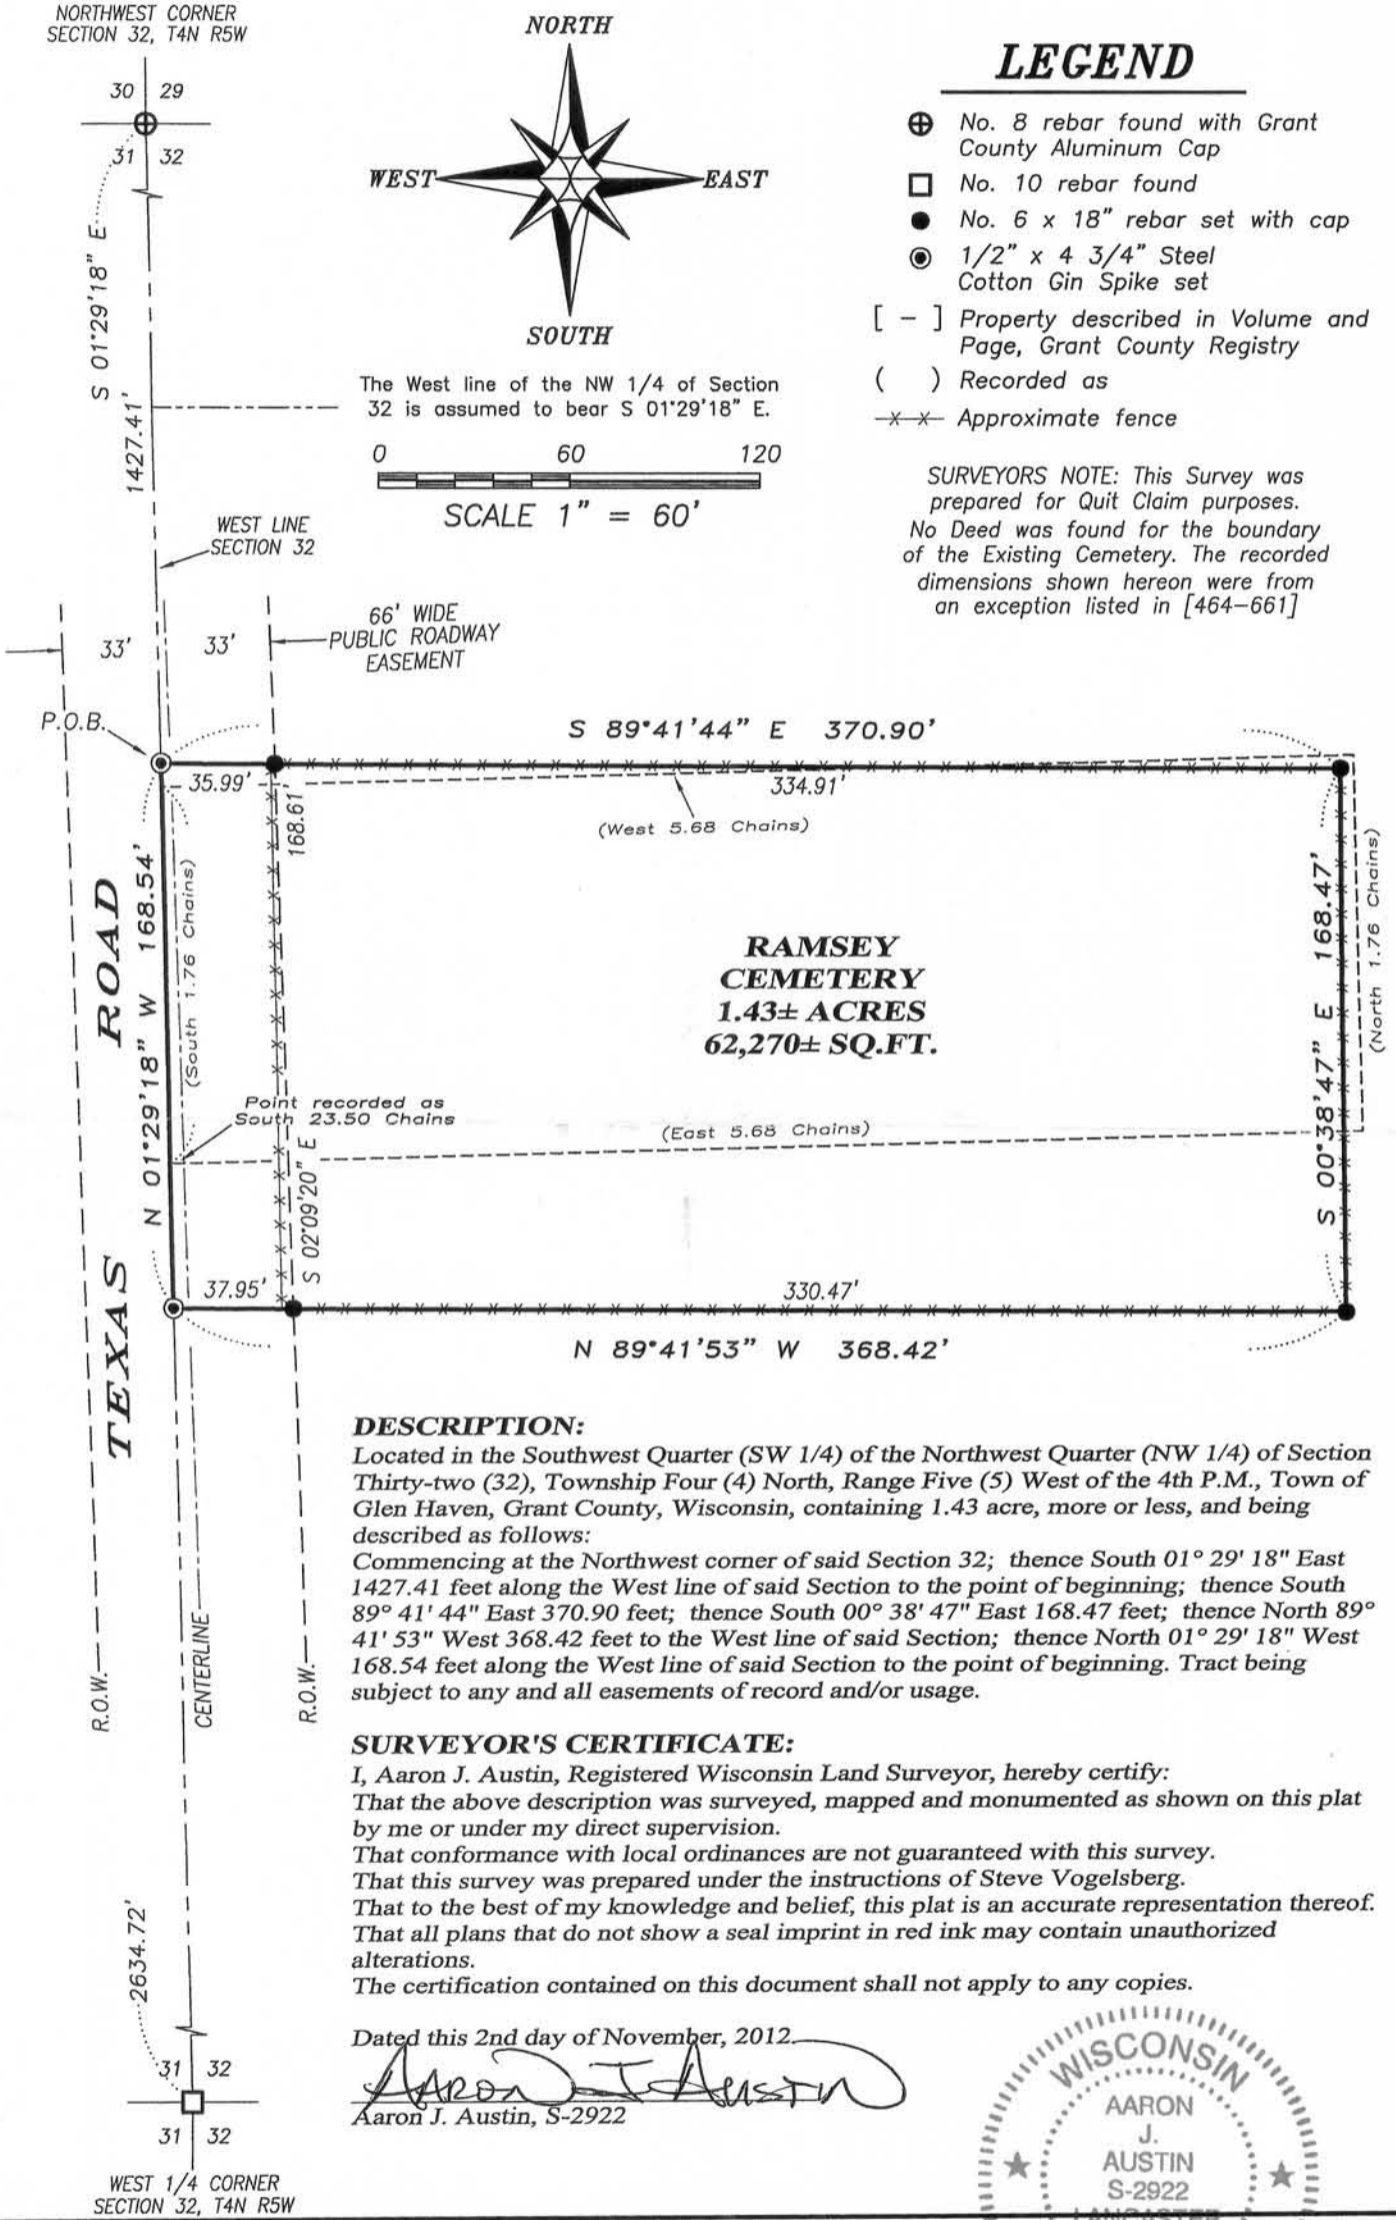 NORTHWEST CORNER
SECTION 32, T4N R5W
30 29
31 32
S 01°29'18" E
1427.41'
NORTH
WEST
EAST
SOUTH
The West line of the NW 1/4 of Section
32 is assumed to bear S 01°29'18" E.
0 60 120
SCALE 1" = 60'
LEGEND
No. 8 rebar found with Grant
County Aluminum Cap
No. 10 rebar found
No. 6 x 18" rebar set with cap
1/2" x 4 3/4" Steel
Cotton Gin Spike set
[ - ] Property described in Volume and
Page, Grant County Registry
( ) Recorded as
-x-x- Approximate fence
SURVEYORS NOTE: This Survey was
prepared for Quit Claim purposes.
No Deed was found for the boundary
of the Existing Cemetery. The recorded
dimensions shown hereon were from
an exception listed in [464-661]
WEST LINE
SECTION 32
66' WIDE
PUBLIC ROADWAY
EASEMENT
33' 33'
P.O.B.
S 89°41'44" E 370.90'
35.99'
334.91'
168.61'
(West 5.68 Chains)
N 01°29'18" W 168.54'
(South 1.76 Chains)
TEXAS ROAD
RAMSEY
CEMETERY
1.43± ACRES
62,270± SQ.FT.
S 00°38'47" E 168.47'
(North 1.76 Chains)
Point recorded as
South 23.50 Chains
(East 5.68 Chains)
S 02°09'20" E
37.95'
330.47'
N 89°41'53" W 368.42'
R.O.W.
CENTERLINE
R.O.W.
DESCRIPTION:
Located in the Southwest Quarter (SW 1/4) of the Northwest Quarter (NW 1/4) of Section
Thirty-two (32), Township Four (4) North, Range Five (5) West of the 4th P.M., Town of
Glen Haven, Grant County, Wisconsin, containing 1.43 acre, more or less, and being
described as follows:
Commencing at the Northwest corner of said Section 32; thence South 01° 29' 18" East
1427.41 feet along the West line of said Section to the point of beginning; thence South
89° 41' 44" East 370.90 feet; thence South 00° 38' 47" East 168.47 feet; thence North 89°
41' 53" West 368.42 feet to the West line of said Section; thence North 01° 29' 18" West
168.54 feet along the West line of said Section to the point of beginning. Tract being
subject to any and all easements of record and/or usage.
SURVEYOR'S CERTIFICATE:
I, Aaron J. Austin, Registered Wisconsin Land Surveyor, hereby certify:
That the above description was surveyed, mapped and monumented as shown on this plat
by me or under my direct supervision.
That conformance with local ordinances are not guaranteed with this survey.
That this survey was prepared under the instructions of Steve Vogelsberg.
That to the best of my knowledge and belief, this plat is an accurate representation thereof.
That all plans that do not show a seal imprint in red ink may contain unauthorized
alterations.
The certification contained on this document shall not apply to any copies.
Dated this 2nd day of November, 2012.
Aaron J Austin
Aaron J. Austin, S-2922
2634.72'
31 32
31 32
WEST 1/4 CORNER
SECTION 32, T4N R5W
WISCONSIN
AARON
J.
AUSTIN
S-2922
LANCASTER